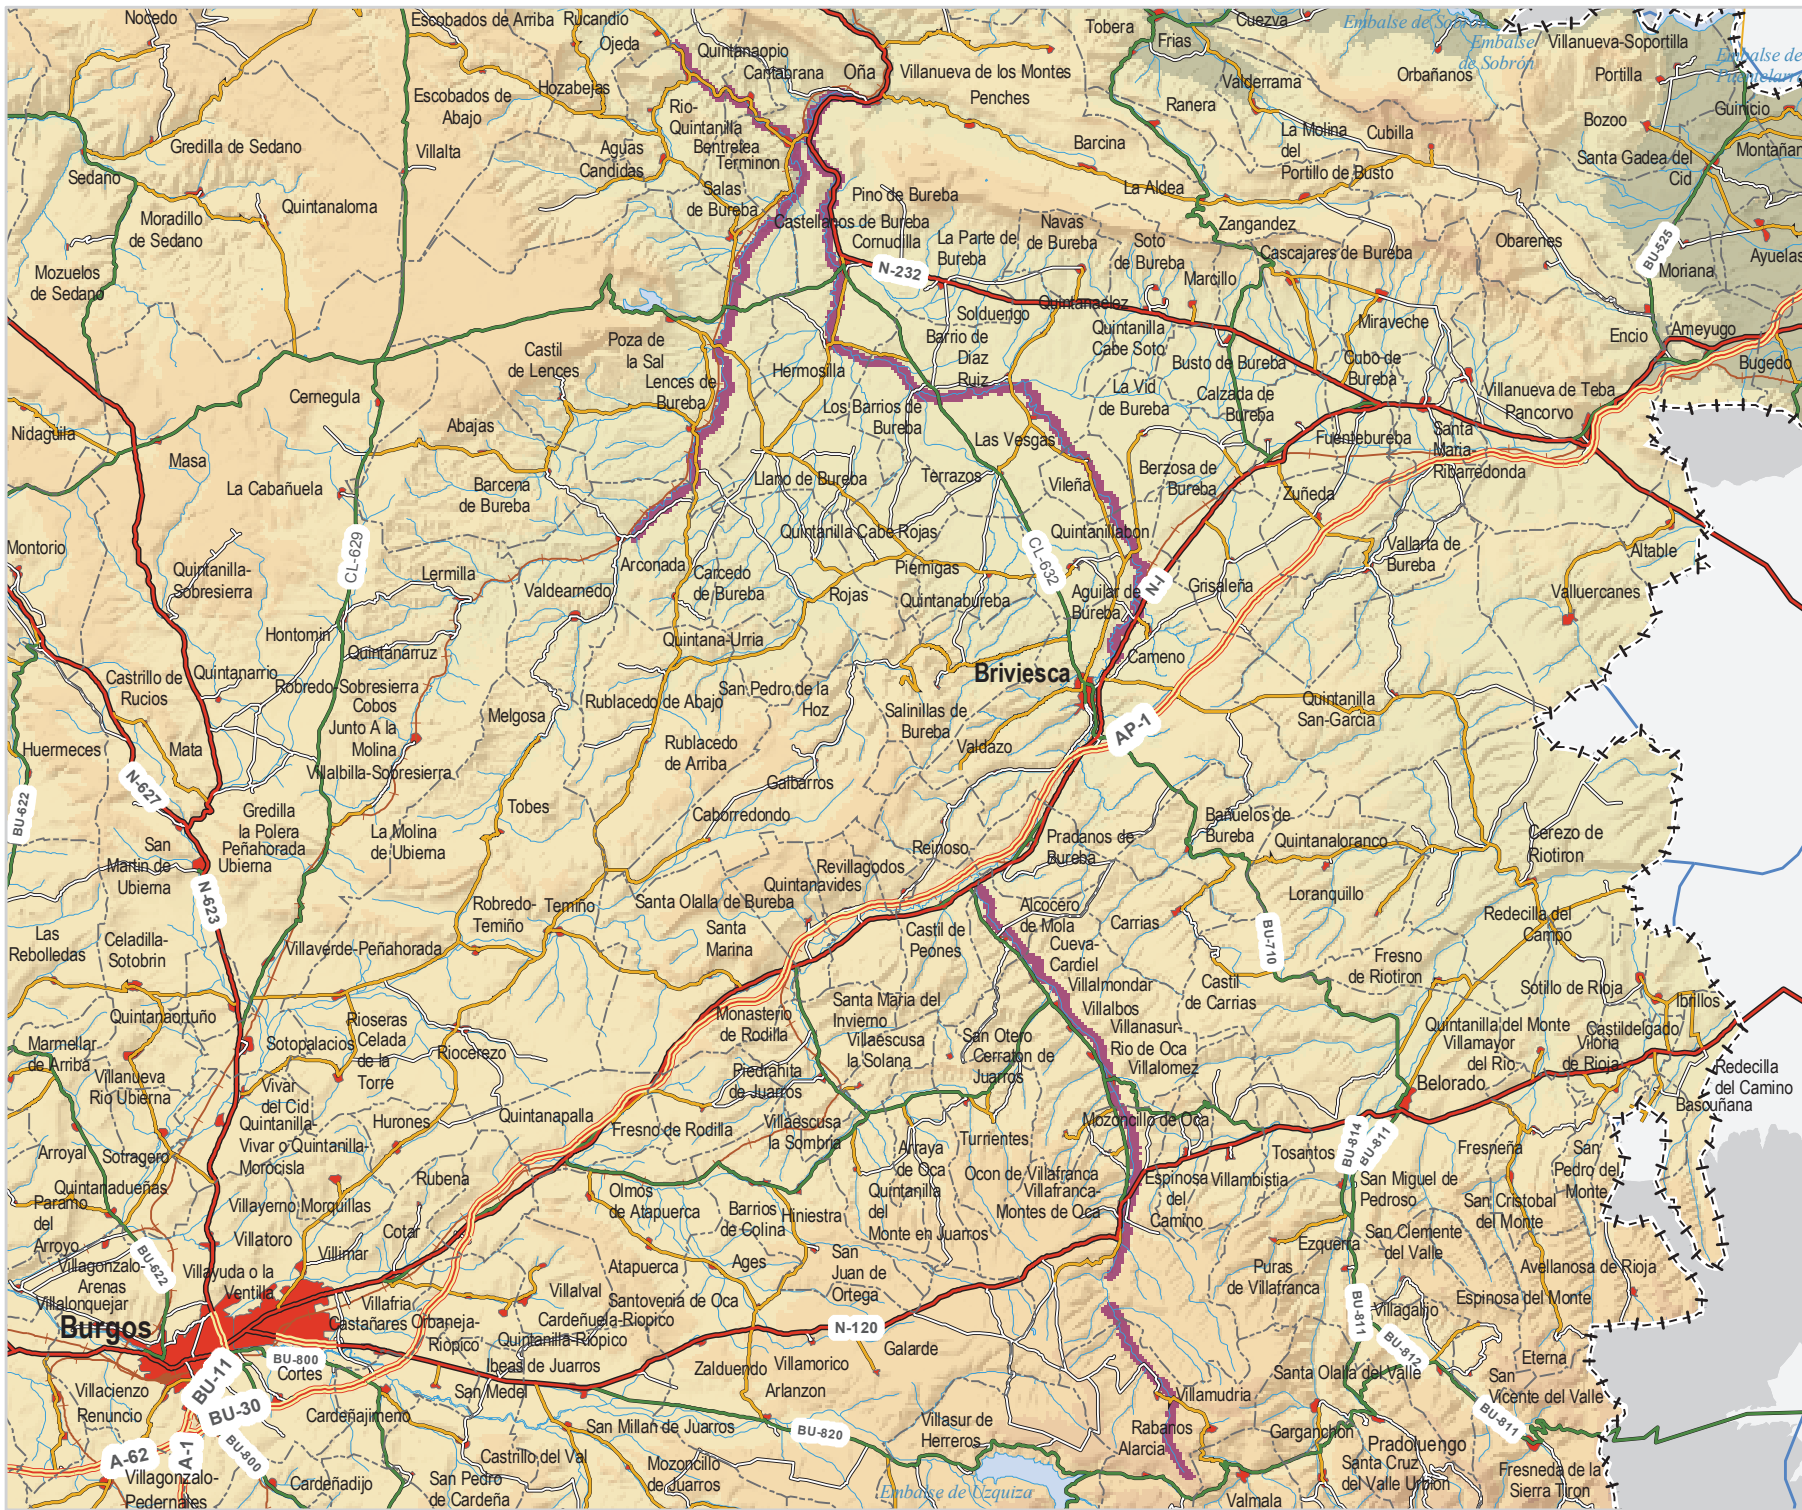 Nocedo
Escobados de Arriba
Rucandio
Ojeda
Quintanaopio
Cantabrana
Oña
Villanueva de los Montes
Penches
Tobera
Frias
Cuezva
Embalse de Sobrón
Embalse
de Sobrón
Villanueva-Soportilla
Embalse de
Portilla
Orbañanos
Valderrama
Ranera
Guinicio
Bozoo
Montañan
Hozabejas
Escobados de
Abajo
Rio-
Quintanilla
Bentretea
Terminon
Aguas
Candidas
Villalta
Gredilla de Sedano
Sedano
Barcina
La Molina
del
Portillo de Busto
Cubilla
Santa Gadea del
Cid
La Aldea
Quintanaloma
Moradillo
de Sedano
Salas
de Bureba
Pino de Bureba
Castellanos de Bureba
Cornudilla
La Parte de
Bureba
Navas
de Bureba
Soto
de Bureba
Zangandez
Cascajares de Bureba
Obarenes
BU-525
Moriana
Ayuelas
Mozuelos
de Sedano
N-232
Marcillo
Quintanaelez
Solduengo
Quintanilla
Cabe Soto
Miraveche
Encio
Ameyugo
Bugedo
Barrio de
Diaz
Ruiz
Busto de Bureba
Cubo de
Bureba
Poza de
la Sal
Castil
de Lences
Lences de
Bureba
Hermosilla
La Vid
de Bureba
Calzada de
Bureba
Villanueva de Teba
Pancorvo
Cernegula
Abajas
Nidaguila
Masa
Los Barrios de
Bureba
Las Vesgas
Fuentebureba
Santa
Maria-
Ribarredonda
La Cabañuela
Barcena
de Bureba
Llano de Bureba
Terrazos
Vileña
Berzosa de
Bureba
Zuñeda
CL-629
Quintanilla Cabe Rojas
CL-632
Quintanillabon
Vallarta de
Bureba
Altable
Montorio
Quintanilla-
Sobresierra
Lermilla
Valdearnedo
Arconada
Carcedo
de Bureba
Piernigas
Rojas
Quintanabureba
Aguilar de
Bureba
N-I
Grisaleña
Valluercanes
Hontomin
Quintanarruz
Quintana-Urria
Briviesca
Cameno
Castrillo de
Rucios
Quintanarrio
Robredo-Sobresierra
Cobos
Junto A la
Molina
Rublacedo de Abajo
San Pedro de la
Hoz
Salinillas de
Bureba
Valdazo
Quintanilla
San-Garcia
Melgosa
AP-1
Huermeces
Mata
Villalbilla-Sobresierra
Rublacedo
de Arriba
Galbarros
N-627
BU-622
Tobes
Caborredondo
Gredilla
la Polera
Peñahorada
Ubierna
La Molina
de Ubierna
San
Martin de
Ubierna
Reinoso
Pradanos de
Bureba
Bañuelos de
Bureba
Quintanaloranco
Cerezo de
Riotiron
Revillagodos
Quintanavides
N-623
Loranquillo
Santa Olalla de Bureba
Robredo-
Temiño
Temiño
Alcocero
de Mola
Carrias
Redecilla del
Campo
Las
Rebolledas
Celadilla-
Sotobrin
Villaverde-Peñahorada
Santa
Marina
Castil de
Peones
BU-710
Cueva-
Cardiel
Fresno
de Riotiron
Villalmondar
Castil
de Carrias
Sotillo de Rioja
Ibrillos
Quintanaortuño
Monasterio
de Rodilla
Santa Maria del
Invierno
Villalbos
Rioseras
Celada
de la
Torre
Sotopalacios
Riocerezo
Villaescusa
la Solana
San Otero
Cerraton de
Juarros
Villanasur-
Rio de Oca
Villalomez
Quintanilla del Monte
Villamayor
del Rio
Castildelgado
Viloria
de Rioja
Marmellar
de Arriba
Villanueva
Rio Ubierna
Vivar
del Cid
Quintanilla-
Vivar o Quintanilla-
Morocisla
Piedrahita
de Juarros
Belorado
Redecilla
del Camino
Bascuñana
Hurones
Quintanapalla
Fresno de Rodilla
Villaescusa
la Sombria
Mozoncillo de Oca
BU-814
BU-811
Arroyal
Sotragero
Arraya
de Oca
Turrientes
Tosantos
Fresneña
San
Pedro del
Monte
Quintanadueñas
Rubena
Ocon de Villafranca
Villafranca-
Montes de Oca
Espinosa
del
Camino
Villambistia
San Miguel de
Pedroso
Paramo
del
Arroyo
Villayerno Morquillas
Olmos
de Atapuerca
Quintanilla
del
Monte en Juarros
San Cristobal
del Monte
Barrios
de Colina
Hiniestra
Cotar
Villatoro
Villimar
San Clemente
del Valle
Ezquerra
BU-622
Villagonzalo-
Arenas
Villayuda o la
Ventilla
Atapuerca
Ages
San
Juan de
Ortega
Puras
de Villafranca
Avellanosa de Rioja
Villalonquejar
Villalval
Santovenia de Oca
Cardeñuela-Riopico
Quintanilla-Riopico
Burgos
Villafria
Castañares
Orbaneja-
Riopico
BU-811
Villagalijo
Espinosa del Monte
N-120
BU-812
BU-800
Cortes
BU-11
Ibeas de Juarros
Zalduendo
Villamorico
Galarde
Eterna
Villacienzo
San Medel
Arlanzon
Villamudria
Santa Olalla del Valle
San
Vicente del Valle
BU-30
Renuncio
Cardeñajimeno
San Millan de Juarros
BU-820
Villasur de
Herreros
Rabanos
Alarcia
Garganchon
BU-811
A-62
A-1
BU-800
Castrillo del Val
Pradoluengo
Santa Cruz
del Valle Urbion
Villagonzalo-
Pedernales
Cardeñadijo
San Pedro
de Cardeña
Mozoncillo
de Juarros
Embalse de Uzquiza
Valmala
Fresneda de la
Sierra Tiron